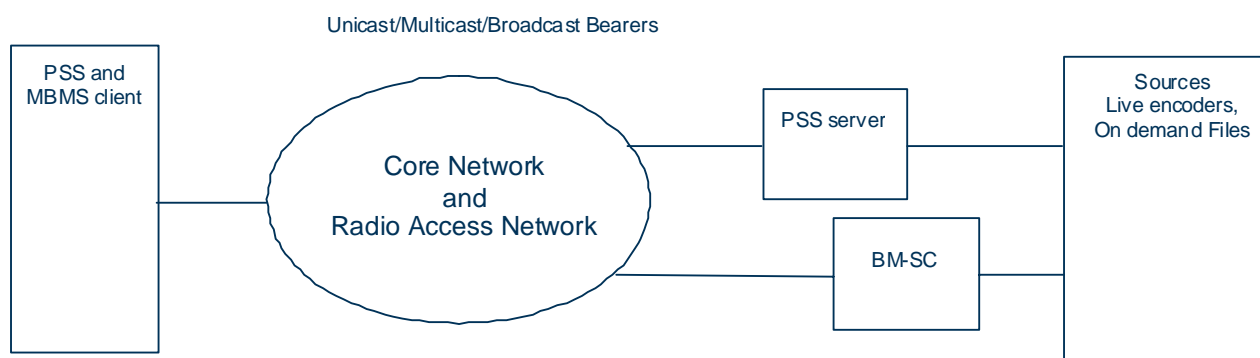 Unicast/Multicast/Broadcast Bearers
PSS and
MBMS client
Core Network
and
Radio Access Network
PSS server
BM-SC
Sources
Live encoders,
On demand Files